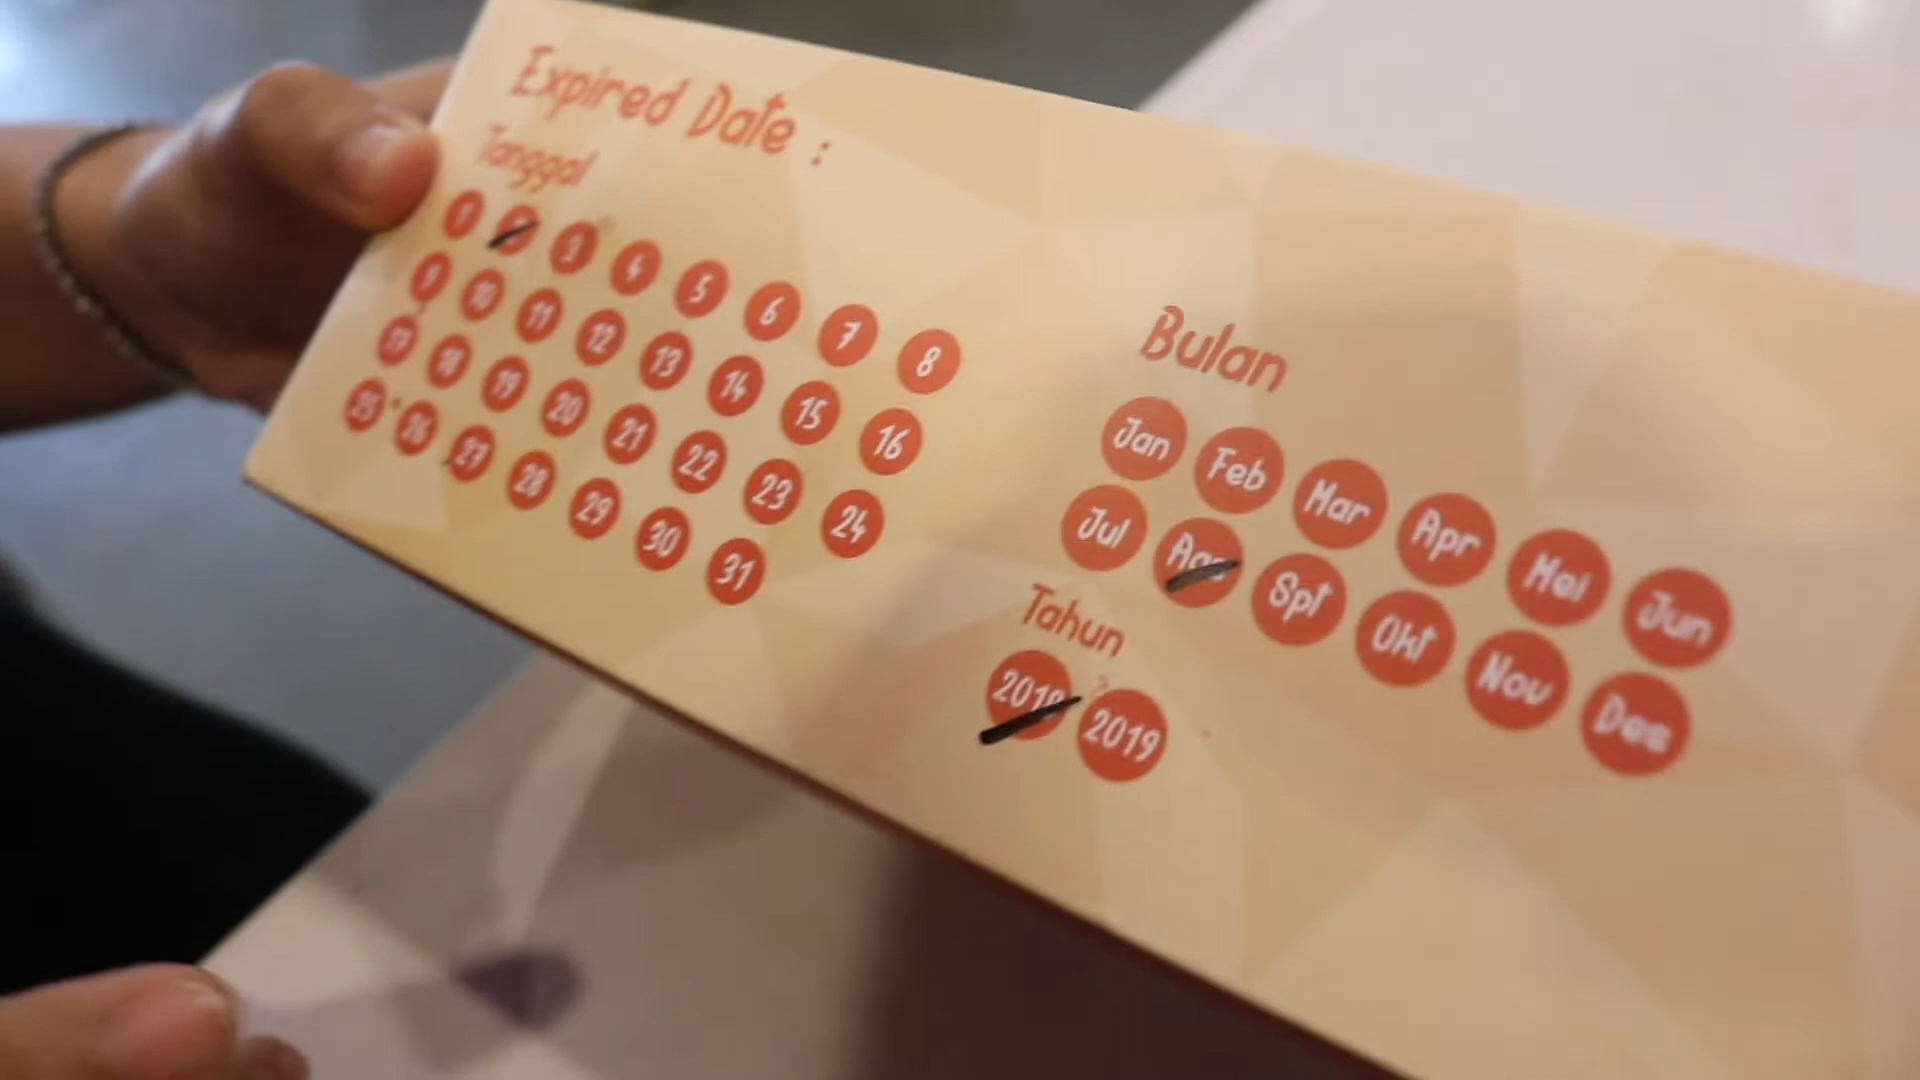 Expired Date :
Tanggal
1 2 3 4 5 6 7 8
9 10 11 12 13 14 15 16
17 18 19 20 21 22 23 24
25 26 27 28 29 30 31
Bulan
Jan Feb Mar Apr Mei Jun
Jul Ags Spt Okt Nov Des
Tahun
2018 2019